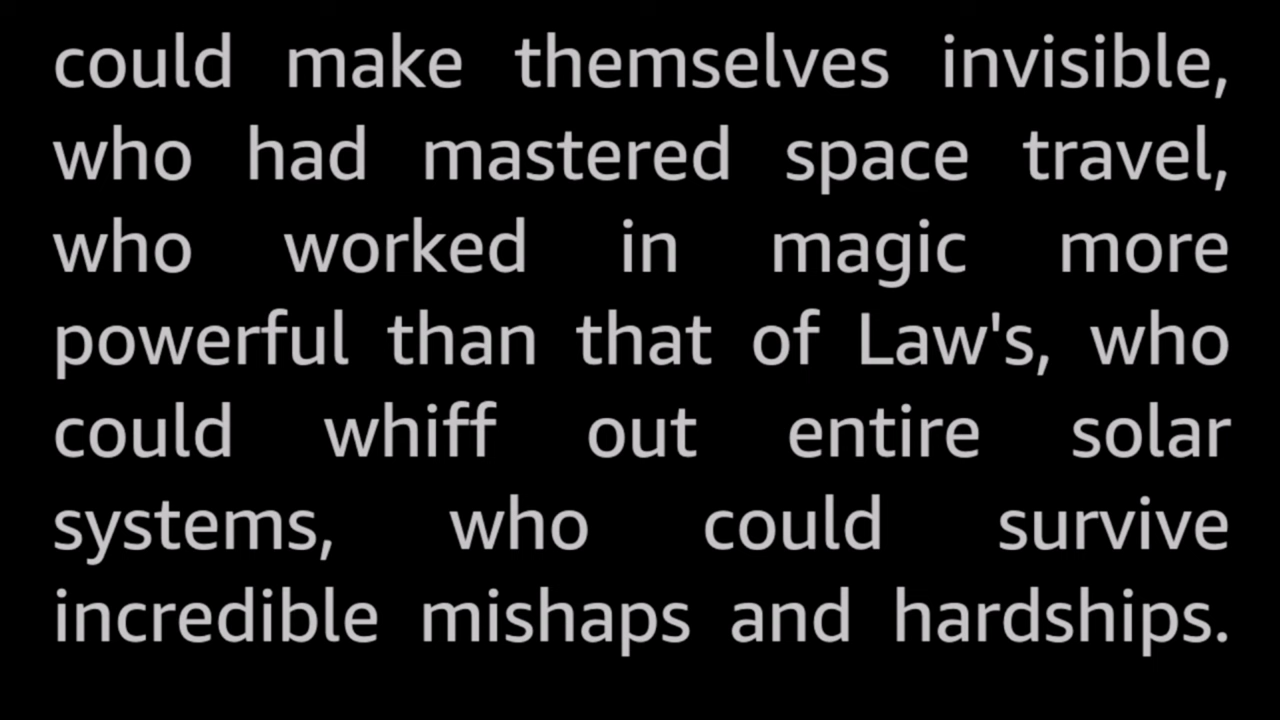 could make themselves invisible,
who had mastered space travel,
who worked in magic more
powerful than that of Law's, who
could whiff out entire solar
systems, who could survive
incredible mishaps and hardships.